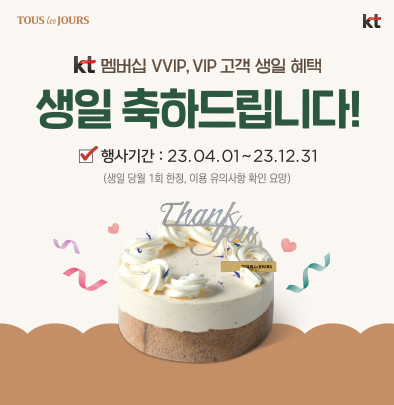 TOUS les JOURS
kt
kt 멤버십 VVIP, VIP 고객 생일 혜택
생일 축하드립니다!
행사기간 : 23.04.01~23.12.31
(생일 당월 1회 한정, 이용 유의사항 확인 요망)
Thank
you
TOUS les JOURS